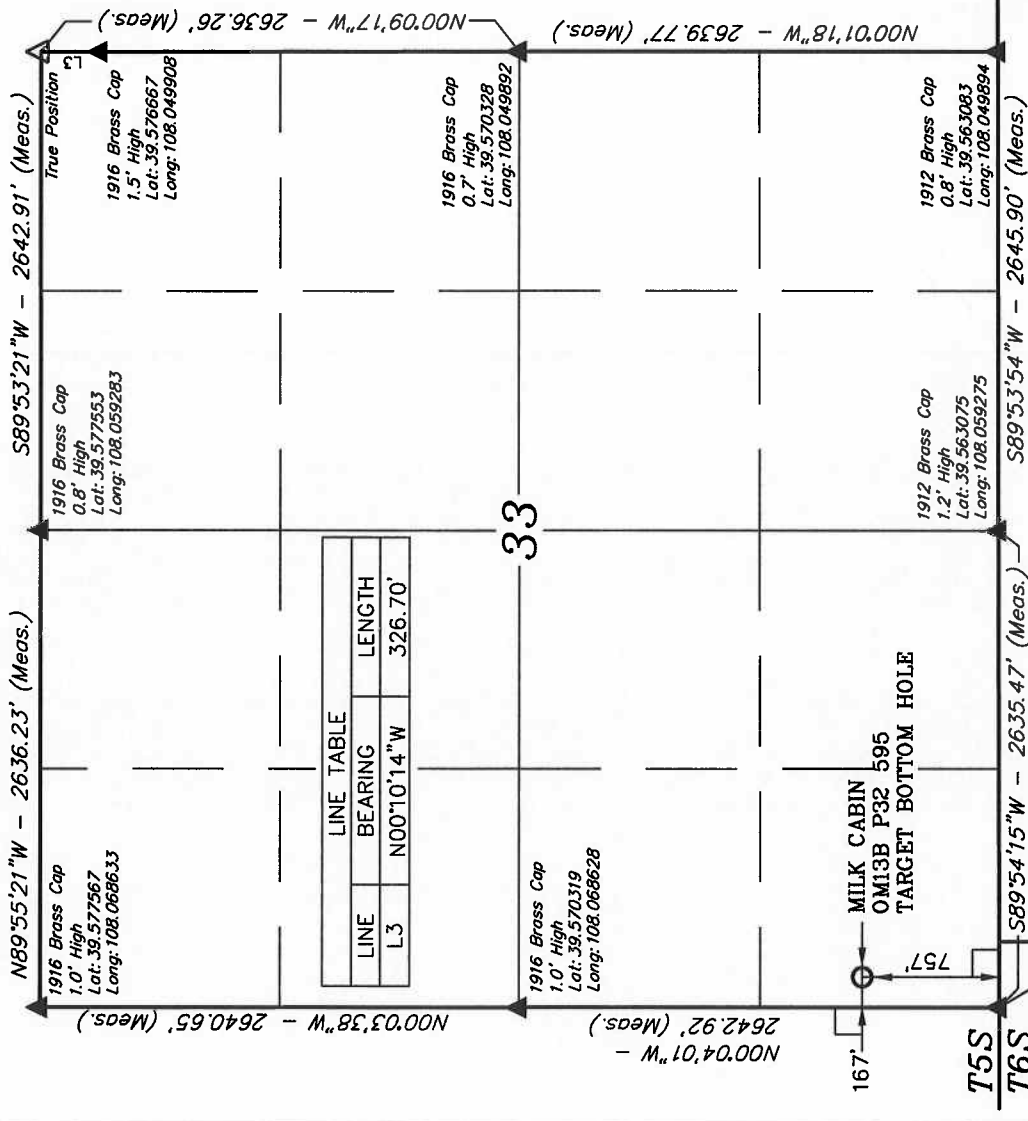 N89°55'21"W - 2636.23' (Meas.)
S89°53'21"W - 2642.91' (Meas.)
1916 Brass Cap
1.0' High
Lat: 39.577567
Long: 108.068633
1916 Brass Cap
0.8' High
Lat: 39.577553
Long: 108.059283
True Position
L3
1916 Brass Cap
1.5' High
Lat: 39.576667
Long: 108.049908
N00°03'38"W - 2640.65' (Meas.)
N00°09'17"W - 2636.26' (Meas.)
LINE TABLE
LINE BEARING LENGTH
L3 N00°10'14"W 326.70'
33
1916 Brass Cap
1.0' High
Lat: 39.570319
Long: 108.068628
1916 Brass Cap
0.7' High
Lat: 39.570328
Long: 108.049892
N00°04'01"W -
2642.92' (Meas.)
N00°01'18"W - 2639.77' (Meas.)
MILK CABIN
OM13B P32 595
TARGET BOTTOM HOLE
167'
757'
1912 Brass Cap
1.2' High
Lat: 39.563075
Long: 108.059275
1912 Brass Cap
0.8' High
Lat: 39.563083
Long: 108.049894
T5S
T6S
S89°54'15"W - 2635.47' (Meas.)
S89°53'54"W - 2645.90' (Meas.)